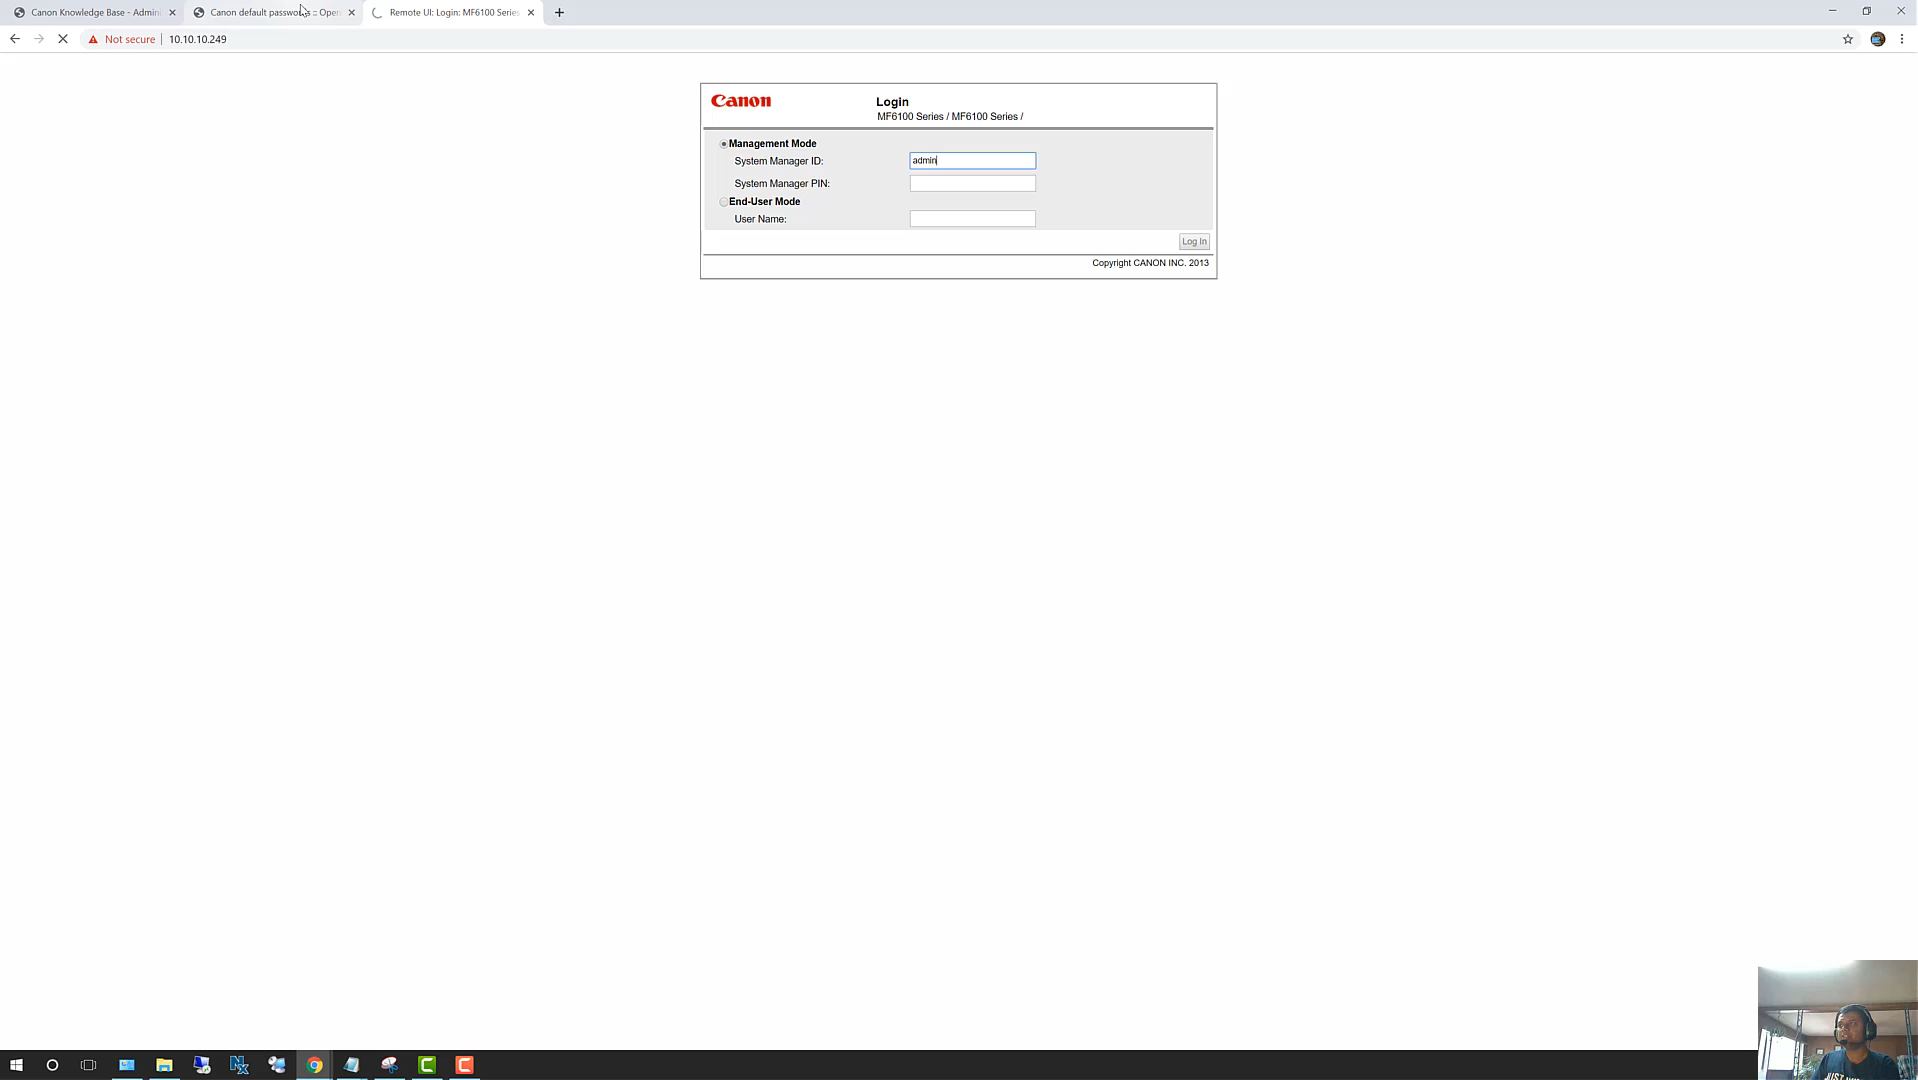 Canon Knowledge Base - Admin
Canon default passwo :: Open
Remote UI: Login: MF6100 Series
Not secure
10.10.10.249
Canon
Login
MF6100 Series / MF6100 Series /
Management Mode
System Manager ID:
admin
System Manager PIN:
End-User Mode
User Name:
Log In
Copyright CANON INC. 2013
JUST